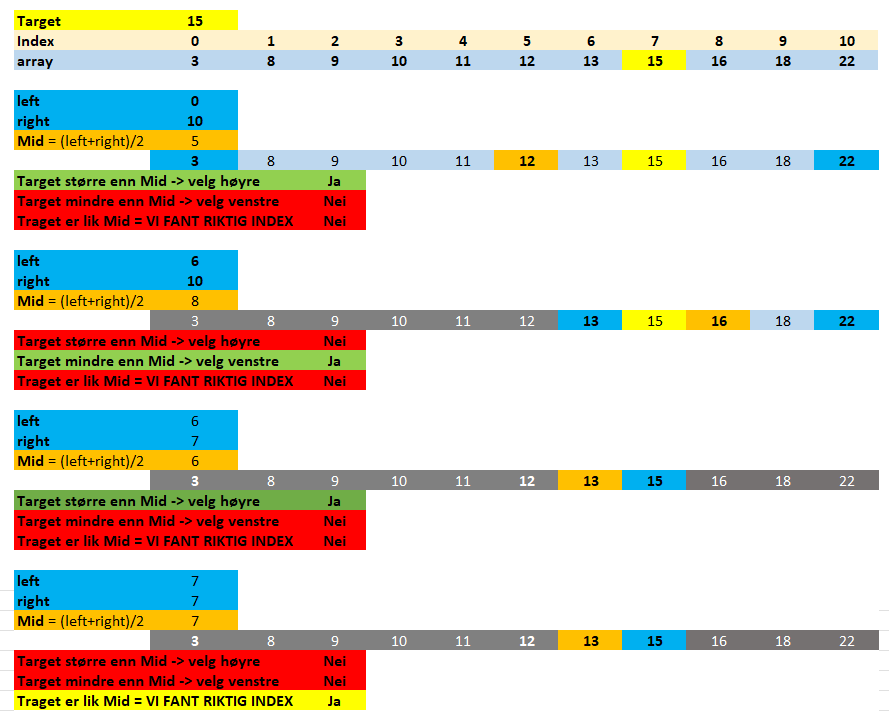 Target 15
Index 0 1 2 3 4 5 6 7 8 9 10
array 3 8 9 10 11 12 13 15 16 18 22
left 0
right 10
Mid = (left+right)/2 5
3 8 9 10 11 12 13 15 16 18 22
Target større enn Mid -> velg høyre Ja
Target mindre enn Mid -> velg venstre Nei
Traget er lik Mid = VI FANT RIKTIG INDEX Nei
left 6
right 10
Mid = (left+right)/2 8
3 8 9 10 11 12 13 15 16 18 22
Target større enn Mid -> velg høyre Nei
Target mindre enn Mid -> velg venstre Ja
Traget er lik Mid = VI FANT RIKTIG INDEX Nei
left 6
right 7
Mid = (left+right)/2 6
3 8 9 10 11 12 13 15 16 18 22
Target større enn Mid -> velg høyre Ja
Target mindre enn Mid -> velg venstre Nei
Traget er lik Mid = VI FANT RIKTIG INDEX Nei
left 7
right 7
Mid = (left+right)/2 7
3 8 9 10 11 12 13 15 16 18 22
Target større enn Mid -> velg høyre Nei
Target mindre enn Mid -> velg venstre Nei
Traget er lik Mid = VI FANT RIKTIG INDEX Ja